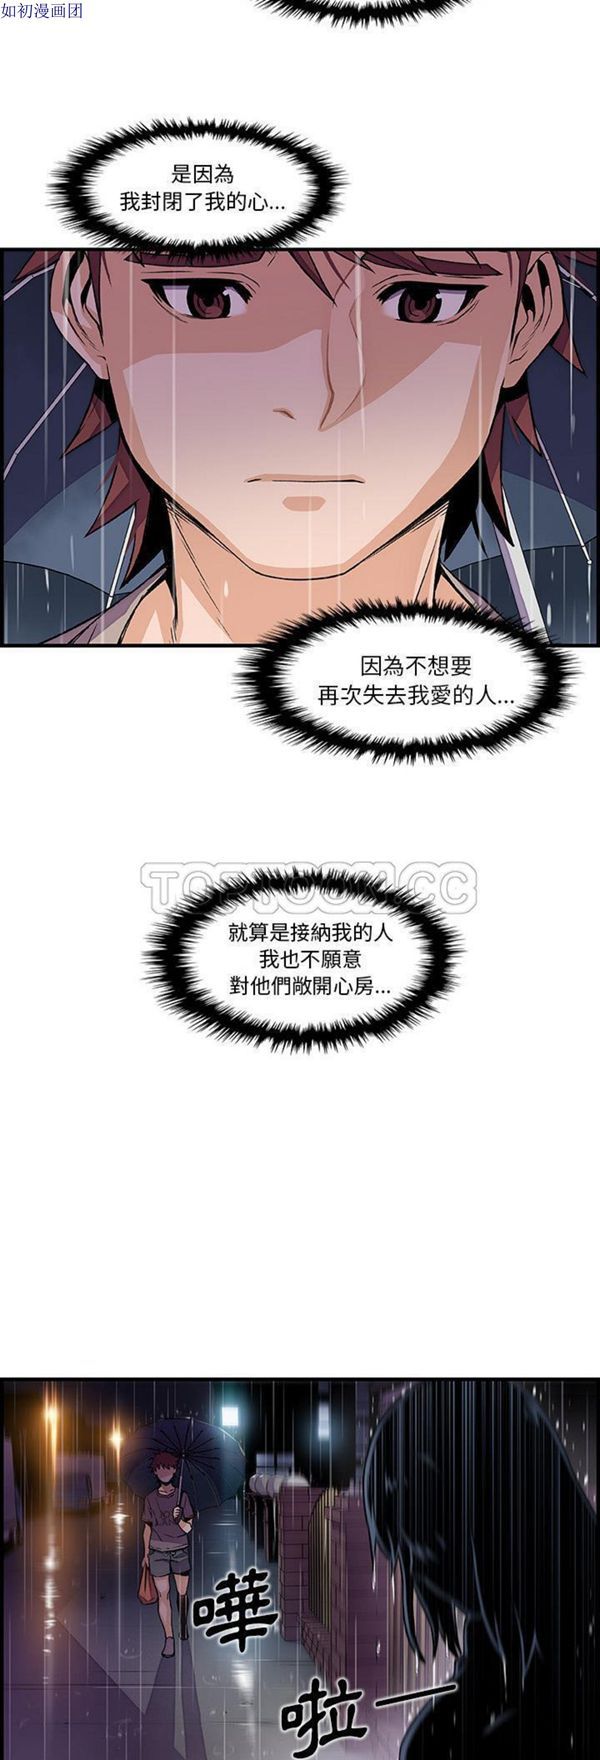 如初漫画团
是因為
我封閉了我的心...
因為不想要
再次失去我愛的人...
TOPTOON.CC
就算是接納我的人
我也不願意
對他們敞開心房...
嘩
啦一